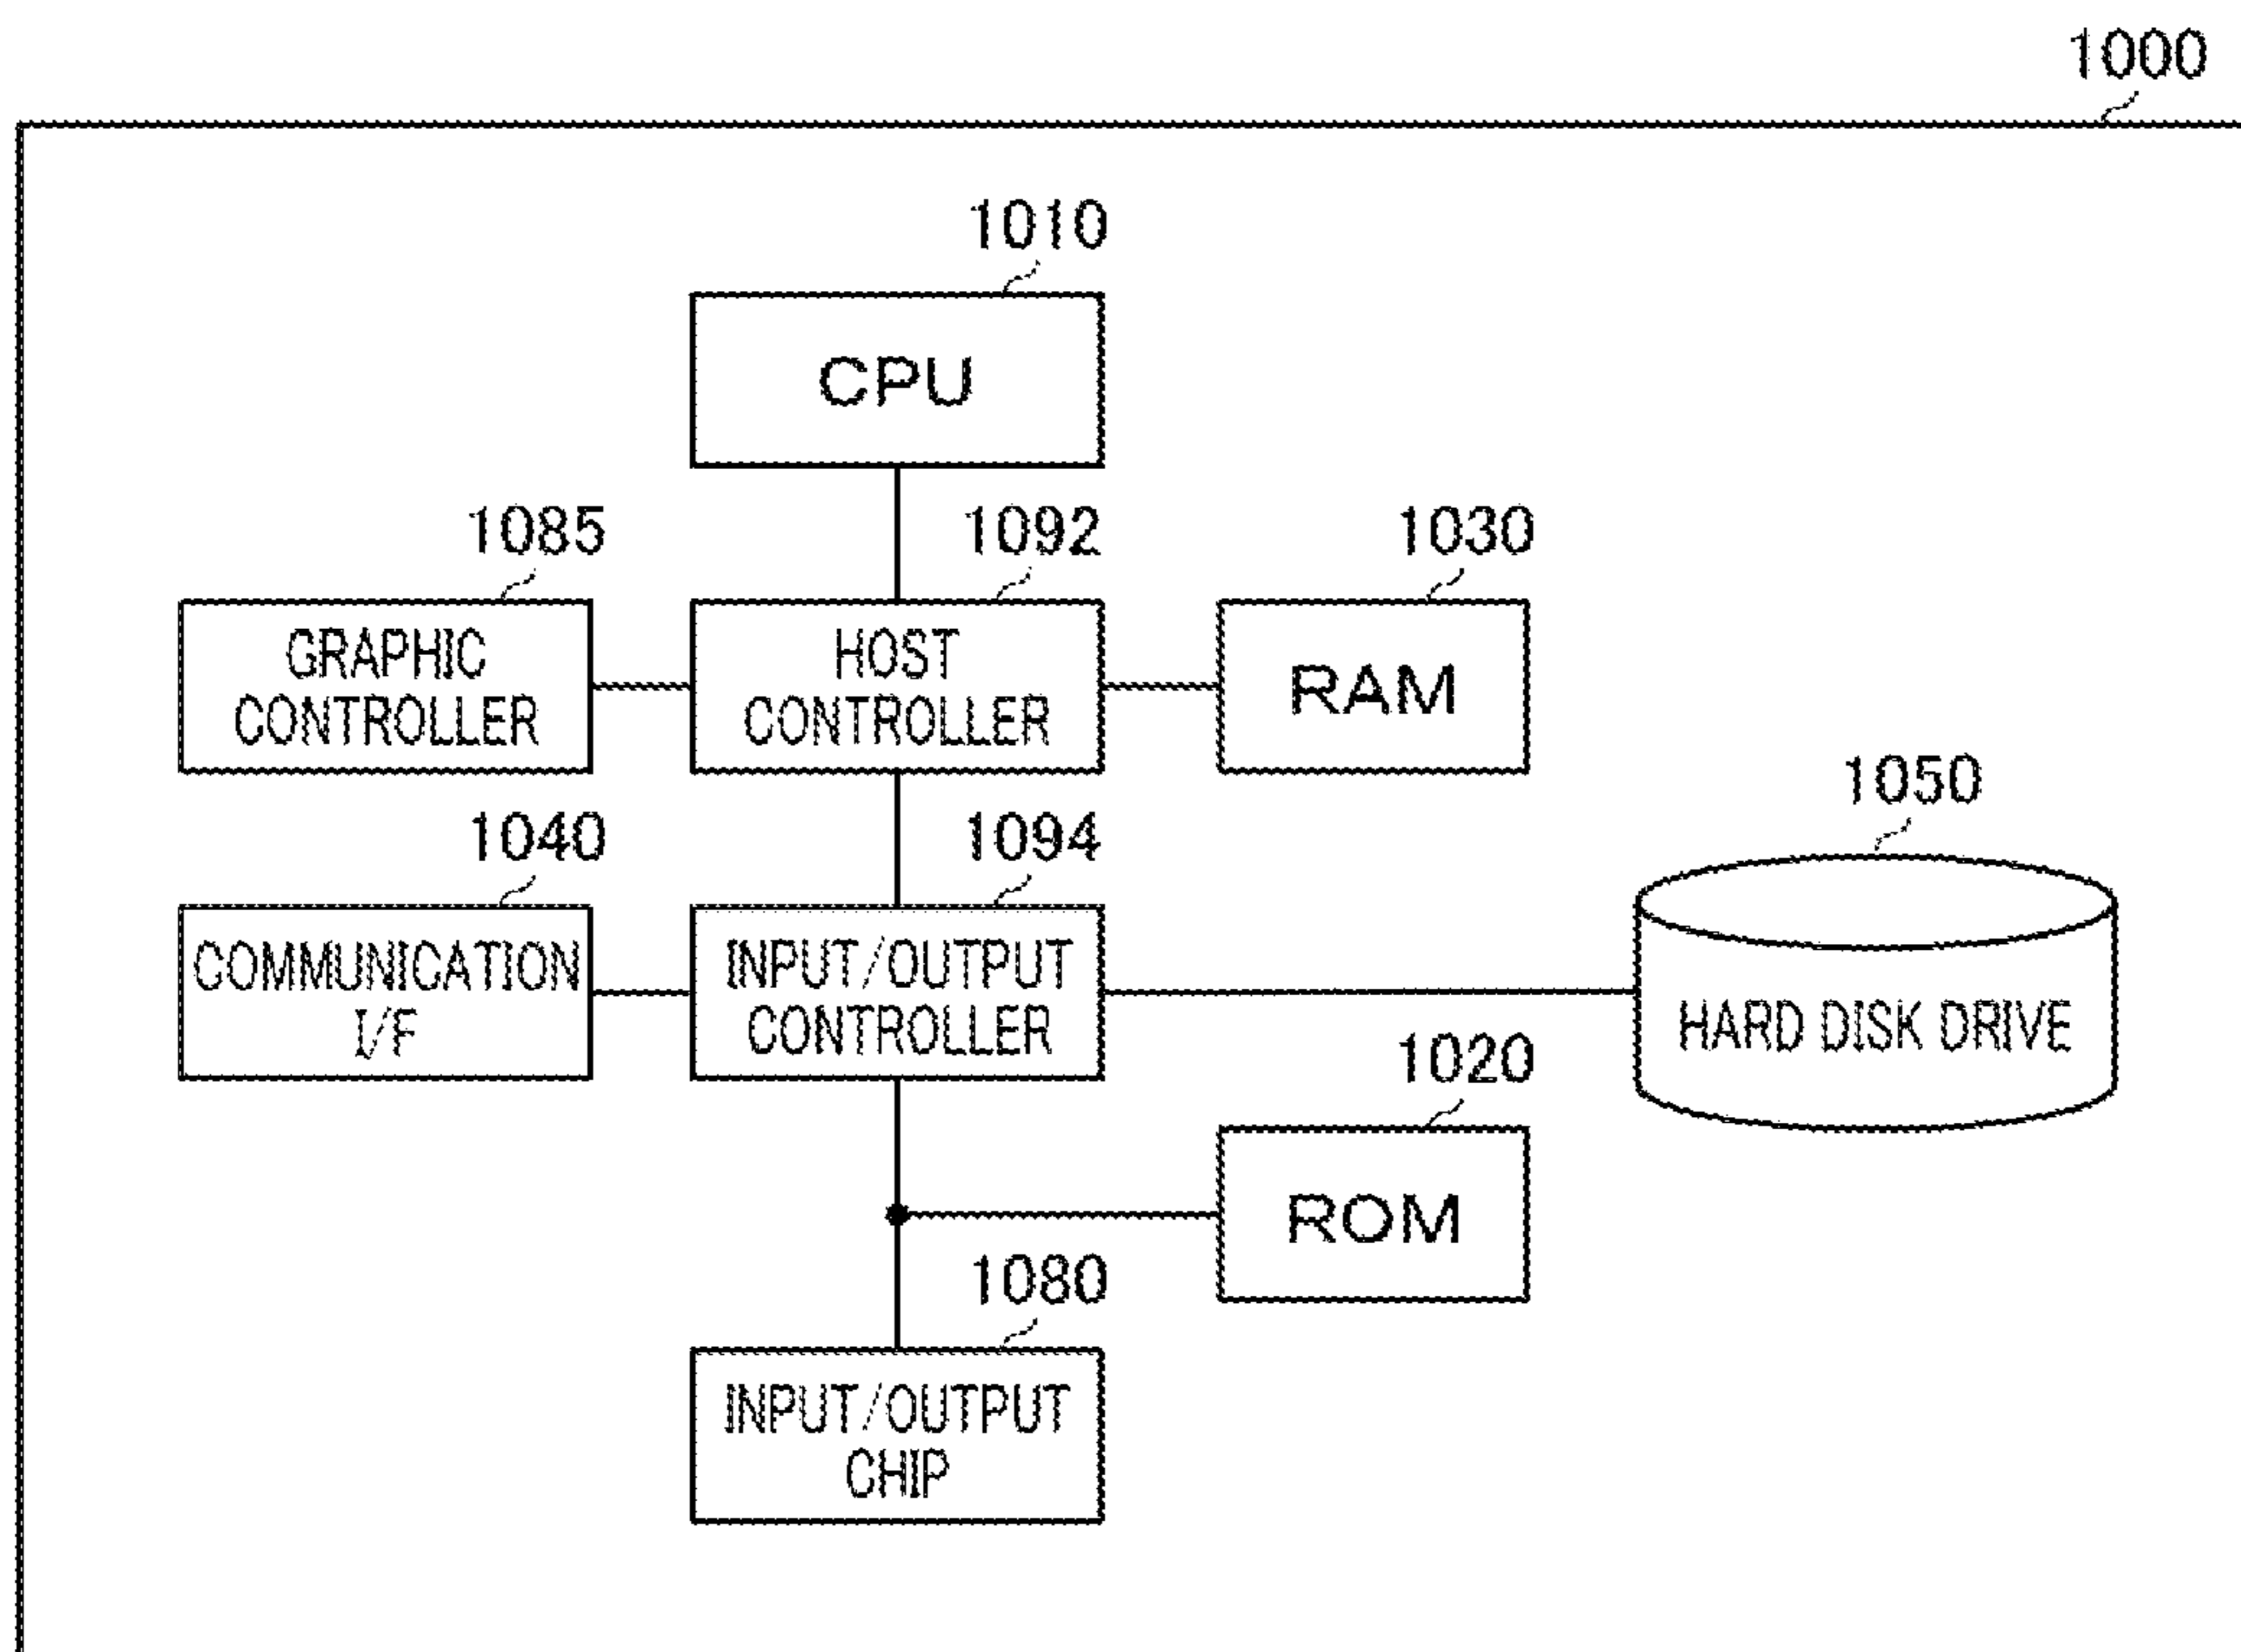 1000
1010
CPU
1085
1092
1030
GRAPHIC
CONTROLLER
HOST
CONTROLLER
RAM
1050
1040
1094
COMMUNICATION
I/F
INPUT/OUTPUT
CONTROLLER
HARD DISK DRIVE
1020
ROM
1080
INPUT/OUTPUT
CHIP